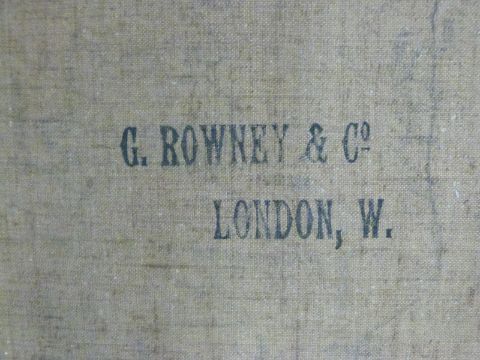 G. ROWNEY & Cº
LONDON, W.